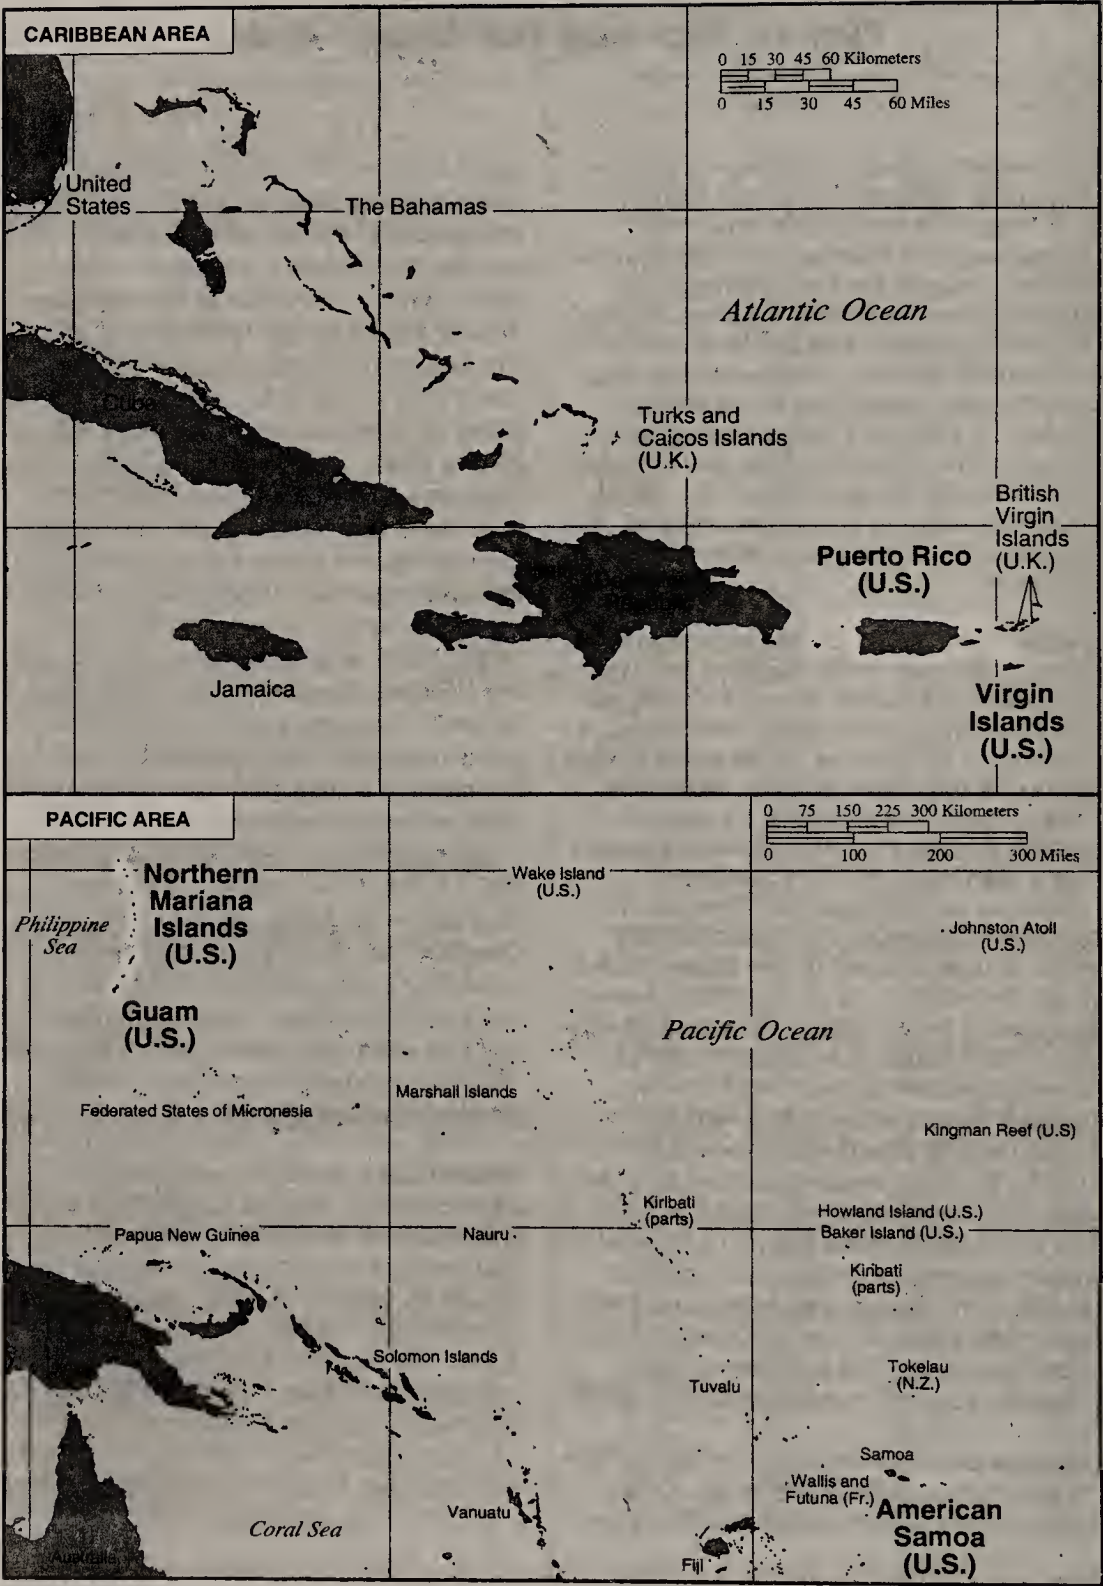 CARIBBEAN AREA
0 15 30 45 60 Kilometers
0 15 30 45 60 Miles
United
States
The Bahamas
Atlantic Ocean
Cuba
Turks and
Caicos Islands
(U.K.)
British
Virgin
Islands
(U.K.)
Puerto Rico
(U.S.)
Jamaica
Virgin
Islands
(U.S.)
PACIFIC AREA
0 75 150 225 300 Kilometers
0 100 200 300 Miles
Northern
Mariana
Islands
(U.S.)
Wake Island
(U.S.)
Philippine
Sea
Johnston Atoll
(U.S.)
Guam
(U.S.)
Pacific Ocean
Marshall Islands
Federated States of Micronesia
Kingman Reef (U.S)
Kiribati
(parts)
Howland Island (U.S.)
Papua New Guinea
Nauru
Baker Island (U.S.)
Kiribati
(parts)
Solomon Islands
Tuvalu
Tokelau
(N.Z.)
Samoa
Wallis and
Futuna (Fr.)
Vanuatu
American
Samoa
(U.S.)
Coral Sea
Australia
Fiji